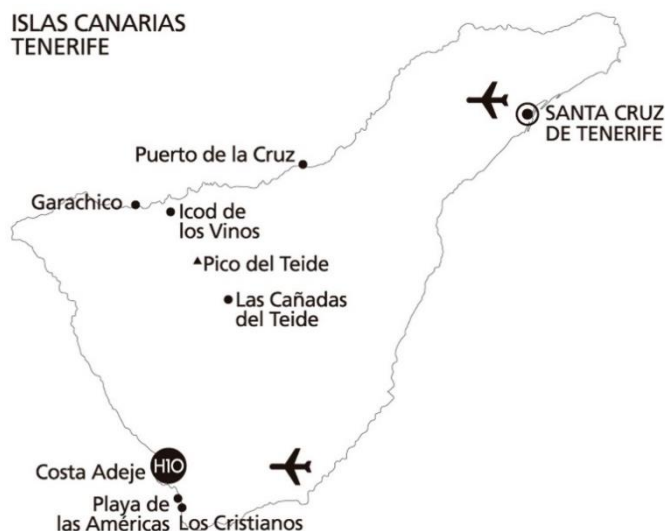 ISLAS CANARIAS
TENERIFE
SANTA CRUZ
DE TENERIFE
Puerto de la Cruz
Garachico
Icod de
los Vinos
Pico del Teide
Las Cañadas
del Teide
Costa Adeje
H10
Playa de
las Américas
Los Cristianos